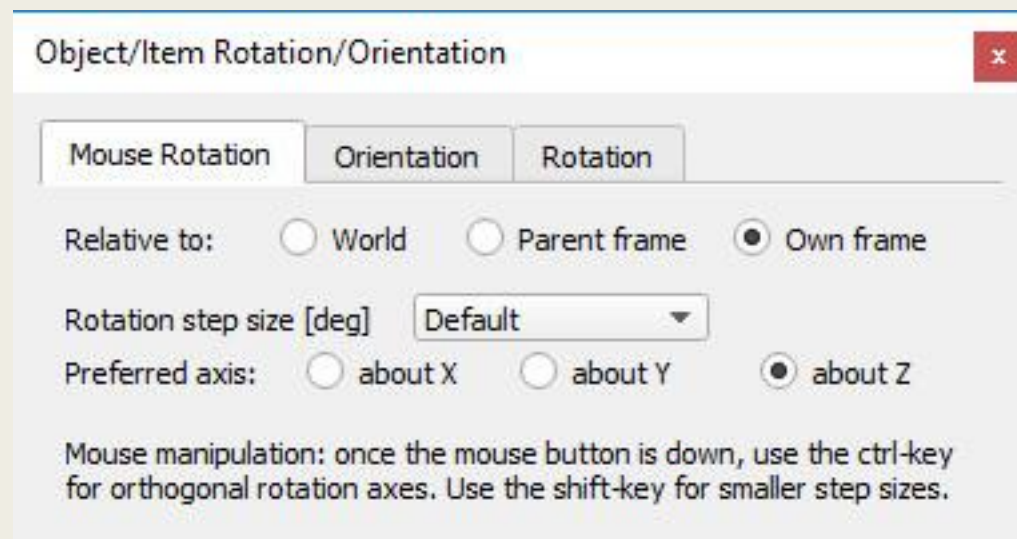 Object/Item Rotation/Orientation
x
Mouse Rotation Orientation Rotation
Relative to: World Parent frame Own frame
Rotation step size [deg] Default
Preferred axis: about X about Y about Z
Mouse manipulation: once the mouse button is down, use the ctrl-key
for orthogonal rotation axes. Use the shift-key for smaller step sizes.